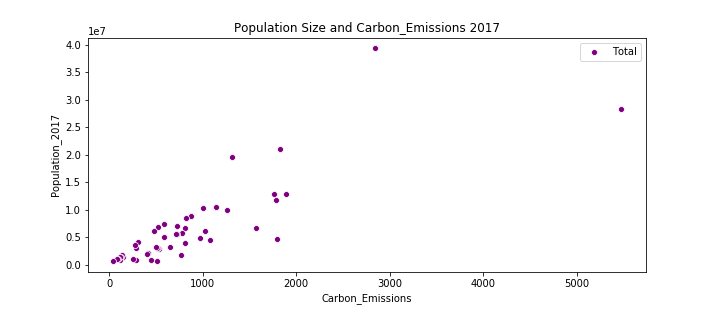 Population Size and Carbon_Emissions 2017
1e7
Total
4.0
3.5
3.0
2.5
2.0
1.5
1.0
0.5
0.0
Population_2017
0 1000 2000 3000 4000 5000
Carbon_Emissions